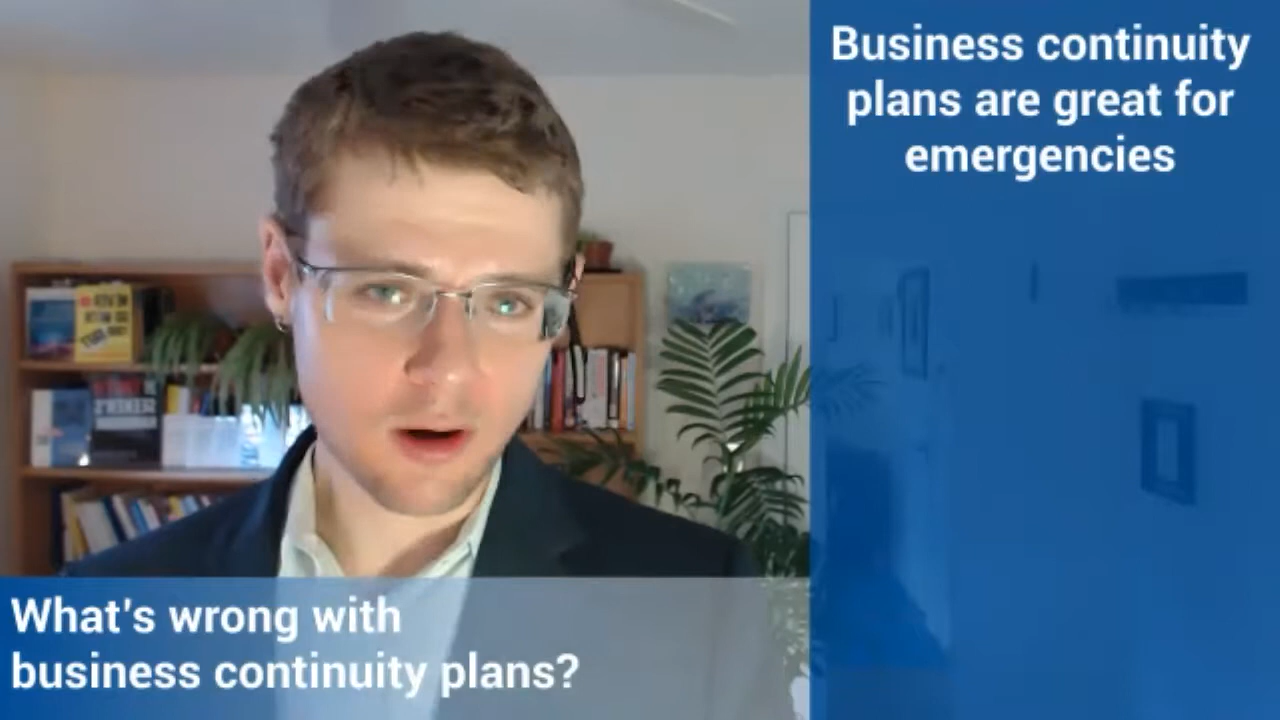 Business continuity
plans are great for
emergencies
What's wrong with
business continuity plans?